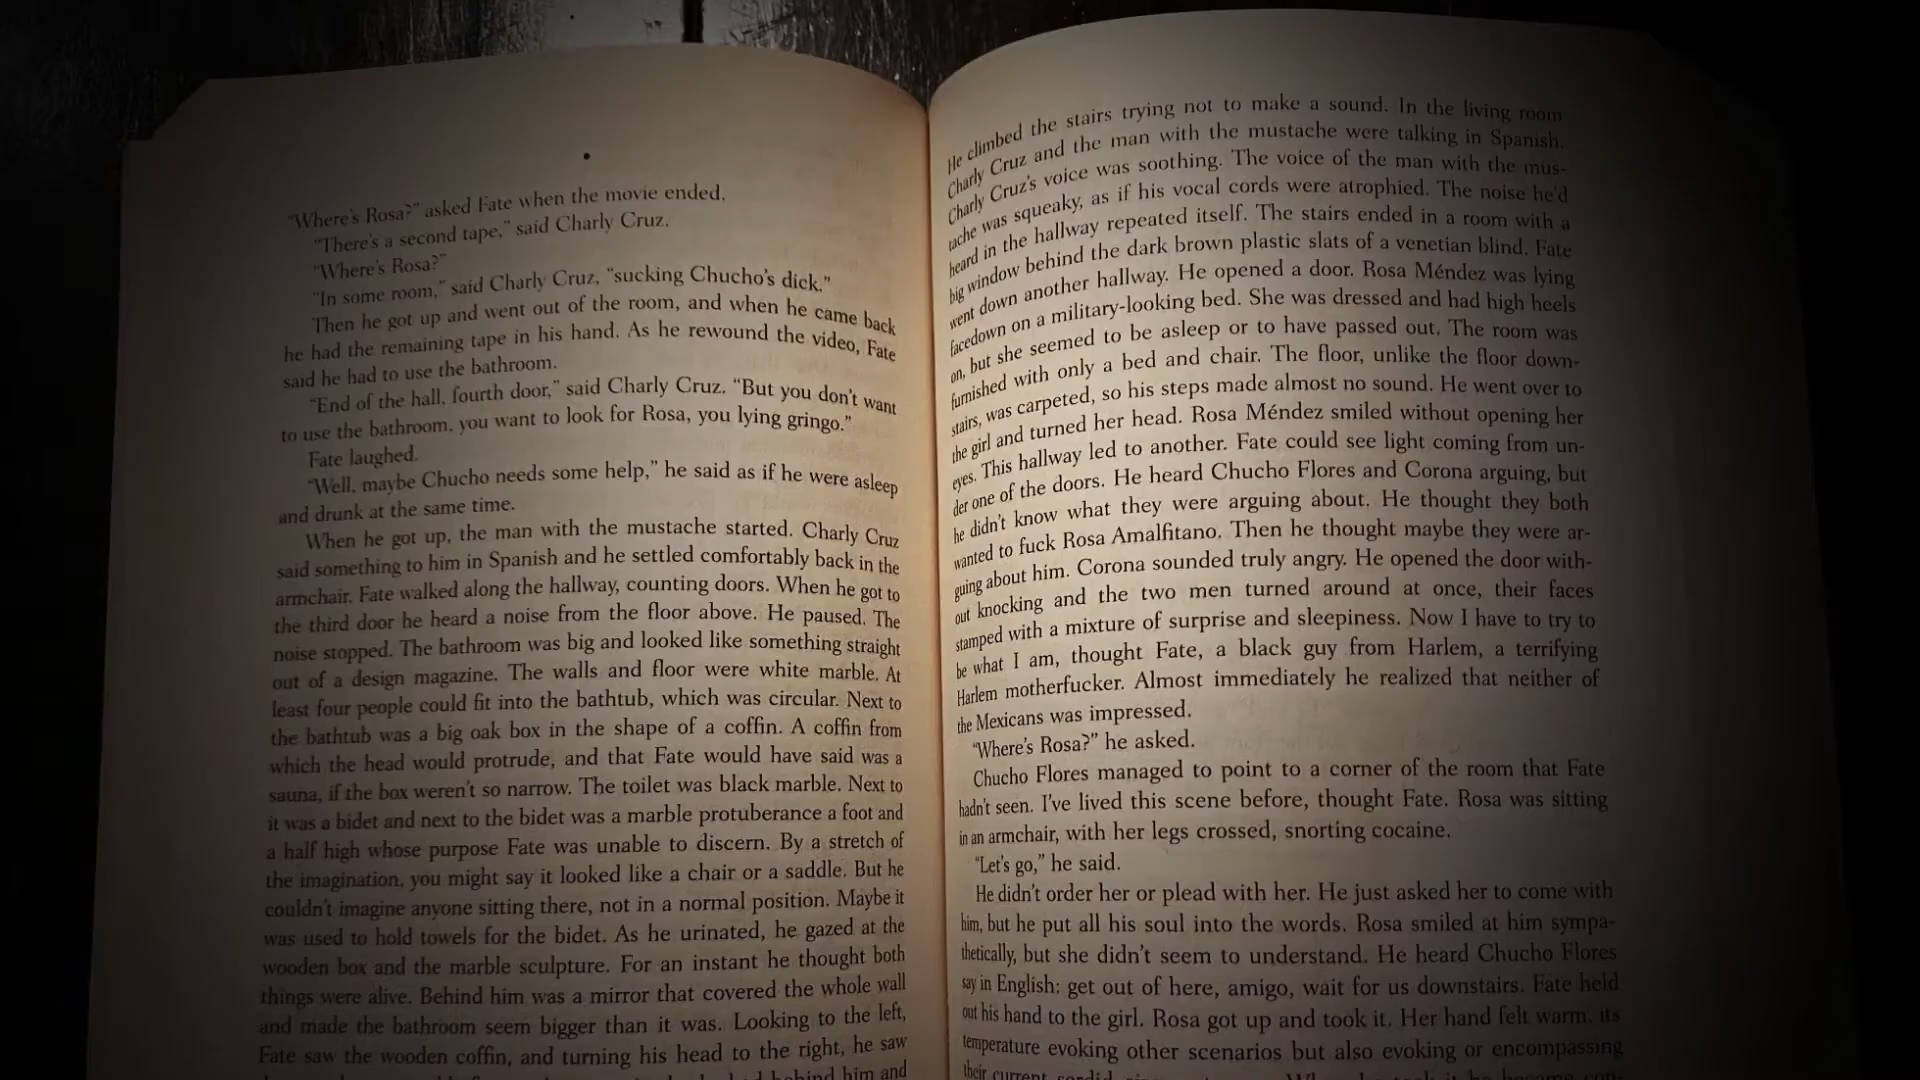 “Where’s Rosa?” asked Fate when the movie ended.
“There’s a second tape,” said Charly Cruz.
“Where’s Rosa?”
“In some room,” said Charly Cruz, “sucking Chucho’s dick.”
Then he got up and went out of the room, and when he came back
he had the remaining tape in his hand. As he rewound the video, Fate
said he had to use the bathroom.
“End of the hall, fourth door,” said Charly Cruz. “But you don’t want
to use the bathroom, you want to look for Rosa, you lying gringo.”
Fate laughed.
“Well, maybe Chucho needs some help,” he said as if he were asleep
and drunk at the same time.
When he got up, the man with the mustache started. Charly Cruz
said something to him in Spanish and he settled comfortably back in the
armchair. Fate walked along the hallway, counting doors. When he got to
the third door he heard a noise from the floor above. He paused. The
noise stopped. The bathroom was big and looked like something straight
out of a design magazine. The walls and floor were white marble. At
least four people could fit into the bathtub, which was circular. Next to
the bathtub was a big oak box in the shape of a coffin. A coffin from
which the head would protrude, and that Fate would have said was a
sauna, if the box weren’t so narrow. The toilet was black marble. Next to
it was a bidet and next to the bidet was a marble protuberance a foot and
a half high whose purpose Fate was unable to discern. By a stretch of
the imagination, you might say it looked like a chair or a saddle. But he
couldn’t imagine anyone sitting there, not in a normal position. Maybe it
was used to hold towels for the bidet. As he urinated, he gazed at the
wooden box and the marble sculpture. For an instant he thought both
things were alive. Behind him was a mirror that covered the whole wall
and made the bathroom seem bigger than it was. Looking to the left,
Fate saw the wooden coffin, and turning his head to the right, he saw
behind him and
He climbed the stairs trying not to make a sound. In the living room
Charly Cruz and the man with the mustache were talking in Spanish.
Charly Cruz’s voice was soothing. The voice of the man with the mus-
tache was squeaky, as if his vocal cords were atrophied. The noise he’d
heard in the hallway repeated itself. The stairs ended in a room with a
big window behind the dark brown plastic slats of a venetian blind. Fate
went down another hallway. He opened a door. Rosa Méndez was lying
facedown on a military-looking bed. She was dressed and had high heels
on, but she seemed to be asleep or to have passed out. The room was
furnished with only a bed and chair. The floor, unlike the floor down-
stairs, was carpeted, so his steps made almost no sound. He went over to
the girl and turned her head. Rosa Méndez smiled without opening her
eyes. This hallway led to another. Fate could see light coming from un-
der one of the doors. He heard Chucho Flores and Corona arguing, but
he didn’t know what they were arguing about. He thought they both
wanted to fuck Rosa Amalfitano. Then he thought maybe they were ar-
guing about him. Corona sounded truly angry. He opened the door with-
out knocking and the two men turned around at once, their faces
stamped with a mixture of surprise and sleepiness. Now I have to try to
be what I am, thought Fate, a black guy from Harlem, a terrifying
Harlem motherfucker. Almost immediately he realized that neither of
the Mexicans was impressed.
“Where’s Rosa?” he asked.
Chucho Flores managed to point to a corner of the room that Fate
hadn’t seen. I’ve lived this scene before, thought Fate. Rosa was sitting
in an armchair, with her legs crossed, snorting cocaine.
“Let’s go,” he said.
He didn’t order her or plead with her. He just asked her to come with
him, but he put all his soul into the words. Rosa smiled at him sympa-
thetically, but she didn’t seem to understand. He heard Chucho Flores
say in English: get out of here, amigo, wait for us downstairs. Fate held
out his hand to the girl. Rosa got up and took it. Her hand felt warm, its
temperature evoking other scenarios but also evoking or encompassing
their current sordid